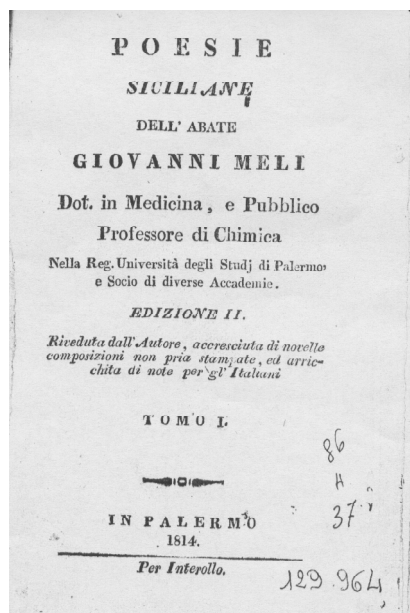 POESIE
SICILIANE
DELL' ABATE
GIOVANNI MELI
Dot. in Medicina, e Pubblico
Professore di Chimica
Nella Reg. Università degli Studj di Palermo,
e Socio di diverse Accademie.
EDIZIONE II.
Riveduta dall'Autore, accresciuta di novelle
composizioni non pria stampate, ed arric-
chita di note per gl' Italiani
TOMO I.
86
H
37
IN PALERMO
1814.
Per Interollo.
129.964